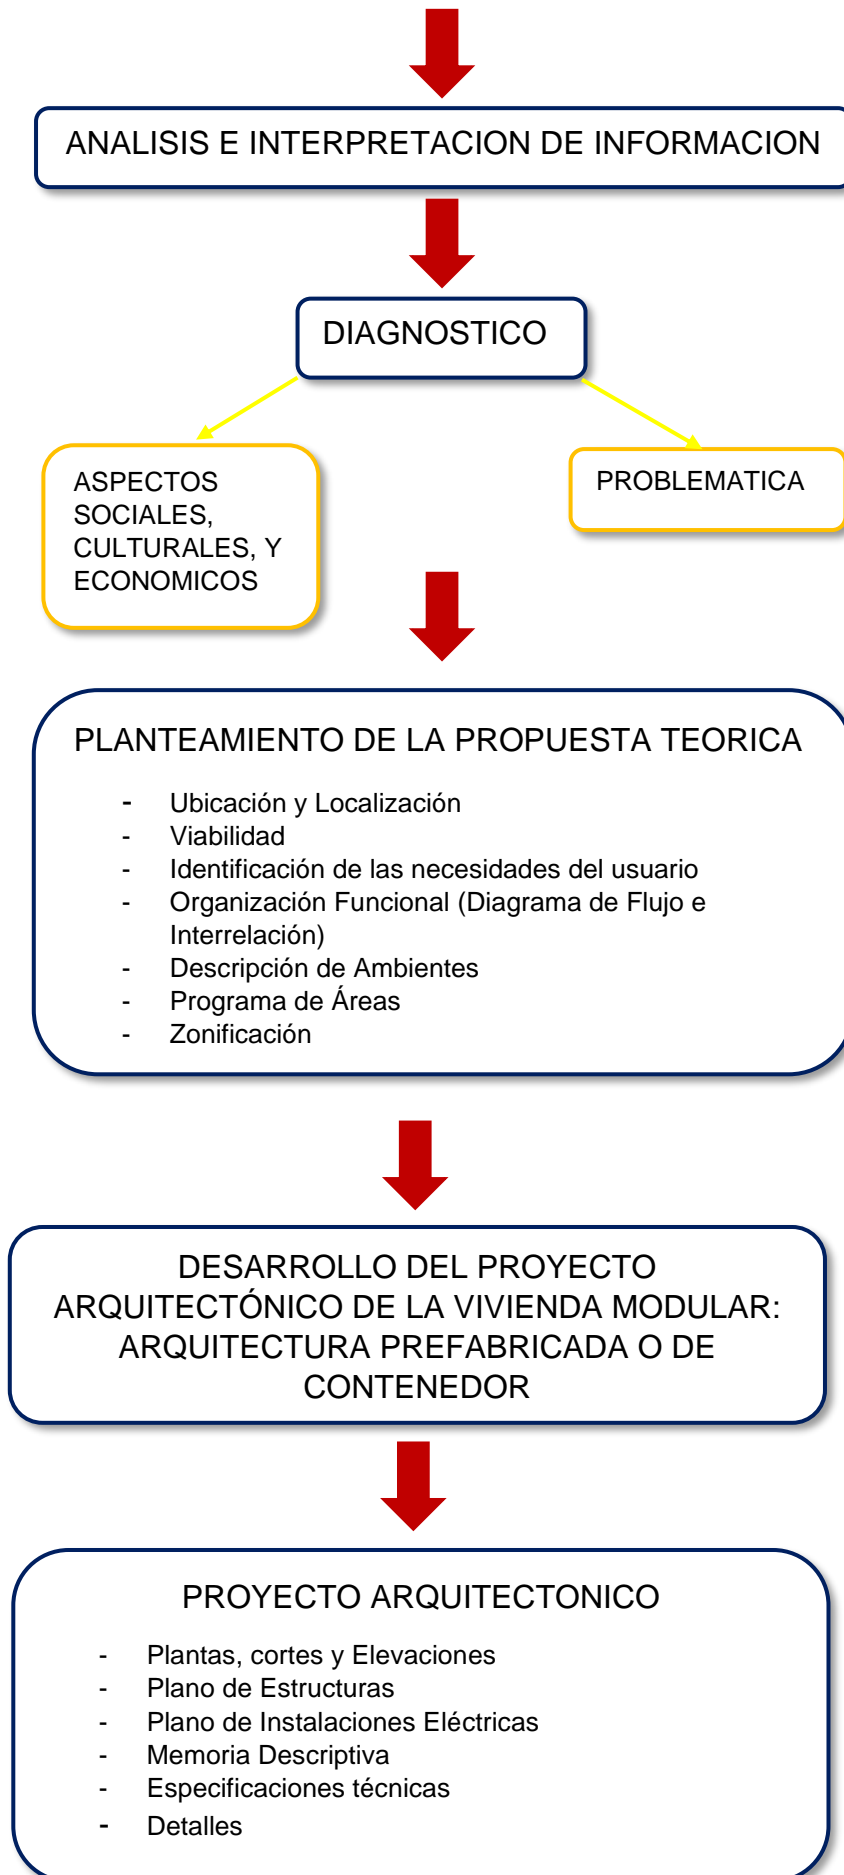 ANALISIS E INTERPRETACION DE INFORMACION
DIAGNOSTICO
ASPECTOS
SOCIALES,
CULTURALES, Y
ECONOMICOS
PROBLEMATICA
PLANTEAMIENTO DE LA PROPUESTA TEORICA
- Ubicación y Localización
- Viabilidad
- Identificación de las necesidades del usuario
- Organización Funcional (Diagrama de Flujo e
Interrelación)
- Descripción de Ambientes
- Programa de Áreas
- Zonificación
DESARROLLO DEL PROYECTO
ARQUITECTÓNICO DE LA VIVIENDA MODULAR:
ARQUITECTURA PREFABRICADA O DE
CONTENEDOR
PROYECTO ARQUITECTONICO
- Plantas, cortes y Elevaciones
- Plano de Estructuras
- Plano de Instalaciones Eléctricas
- Memoria Descriptiva
- Especificaciones técnicas
- Detalles